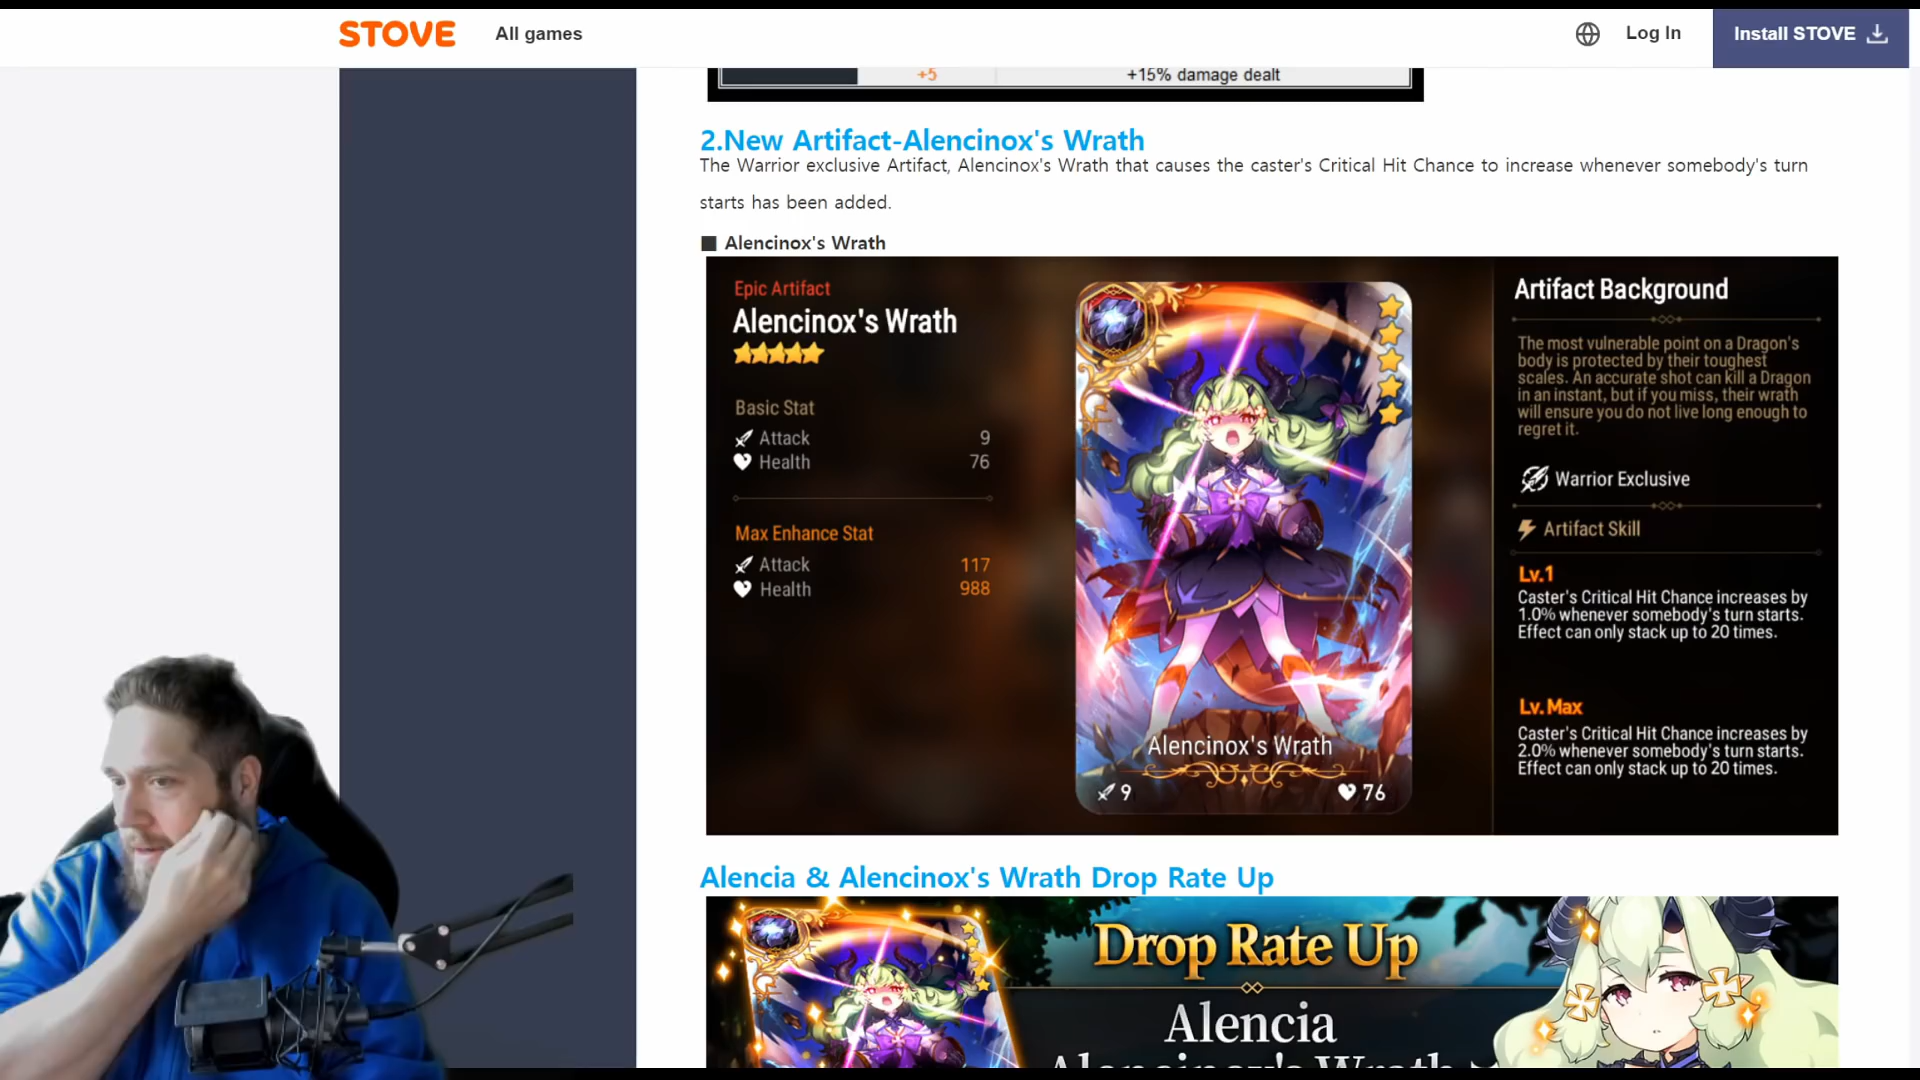 STOVE All games Log In Install STOVE
+5 +15% damage dealt
2.New Artifact-Alencinox's Wrath
The Warrior exclusive Artifact, Alencinox's Wrath that causes the caster's Critical Hit Chance to increase whenever somebody's turn
starts has been added.
■ Alencinox's Wrath
Epic Artifact
Alencinox's Wrath
Basic Stat
Attack 9
Health 76
Max Enhance Stat
Attack 117
Health 988
Alencinox's Wrath
9 76
Artifact Background
The most vulnerable point on a Dragon's
body is protected by their toughest
scales. An accurate shot can kill a Dragon
in an instant, but if you miss, their wrath
will ensure you do not live long enough to
regret it.
Warrior Exclusive
Artifact Skill
Lv.1
Caster's Critical Hit Chance increases by
1.0% whenever somebody's turn starts.
Effect can only stack up to 20 times.
Lv.Max
Caster's Critical Hit Chance increases by
2.0% whenever somebody's turn starts.
Effect can only stack up to 20 times.
Alencia & Alencinox's Wrath Drop Rate Up
Drop Rate Up
Alencia
Alencinox's Wrath